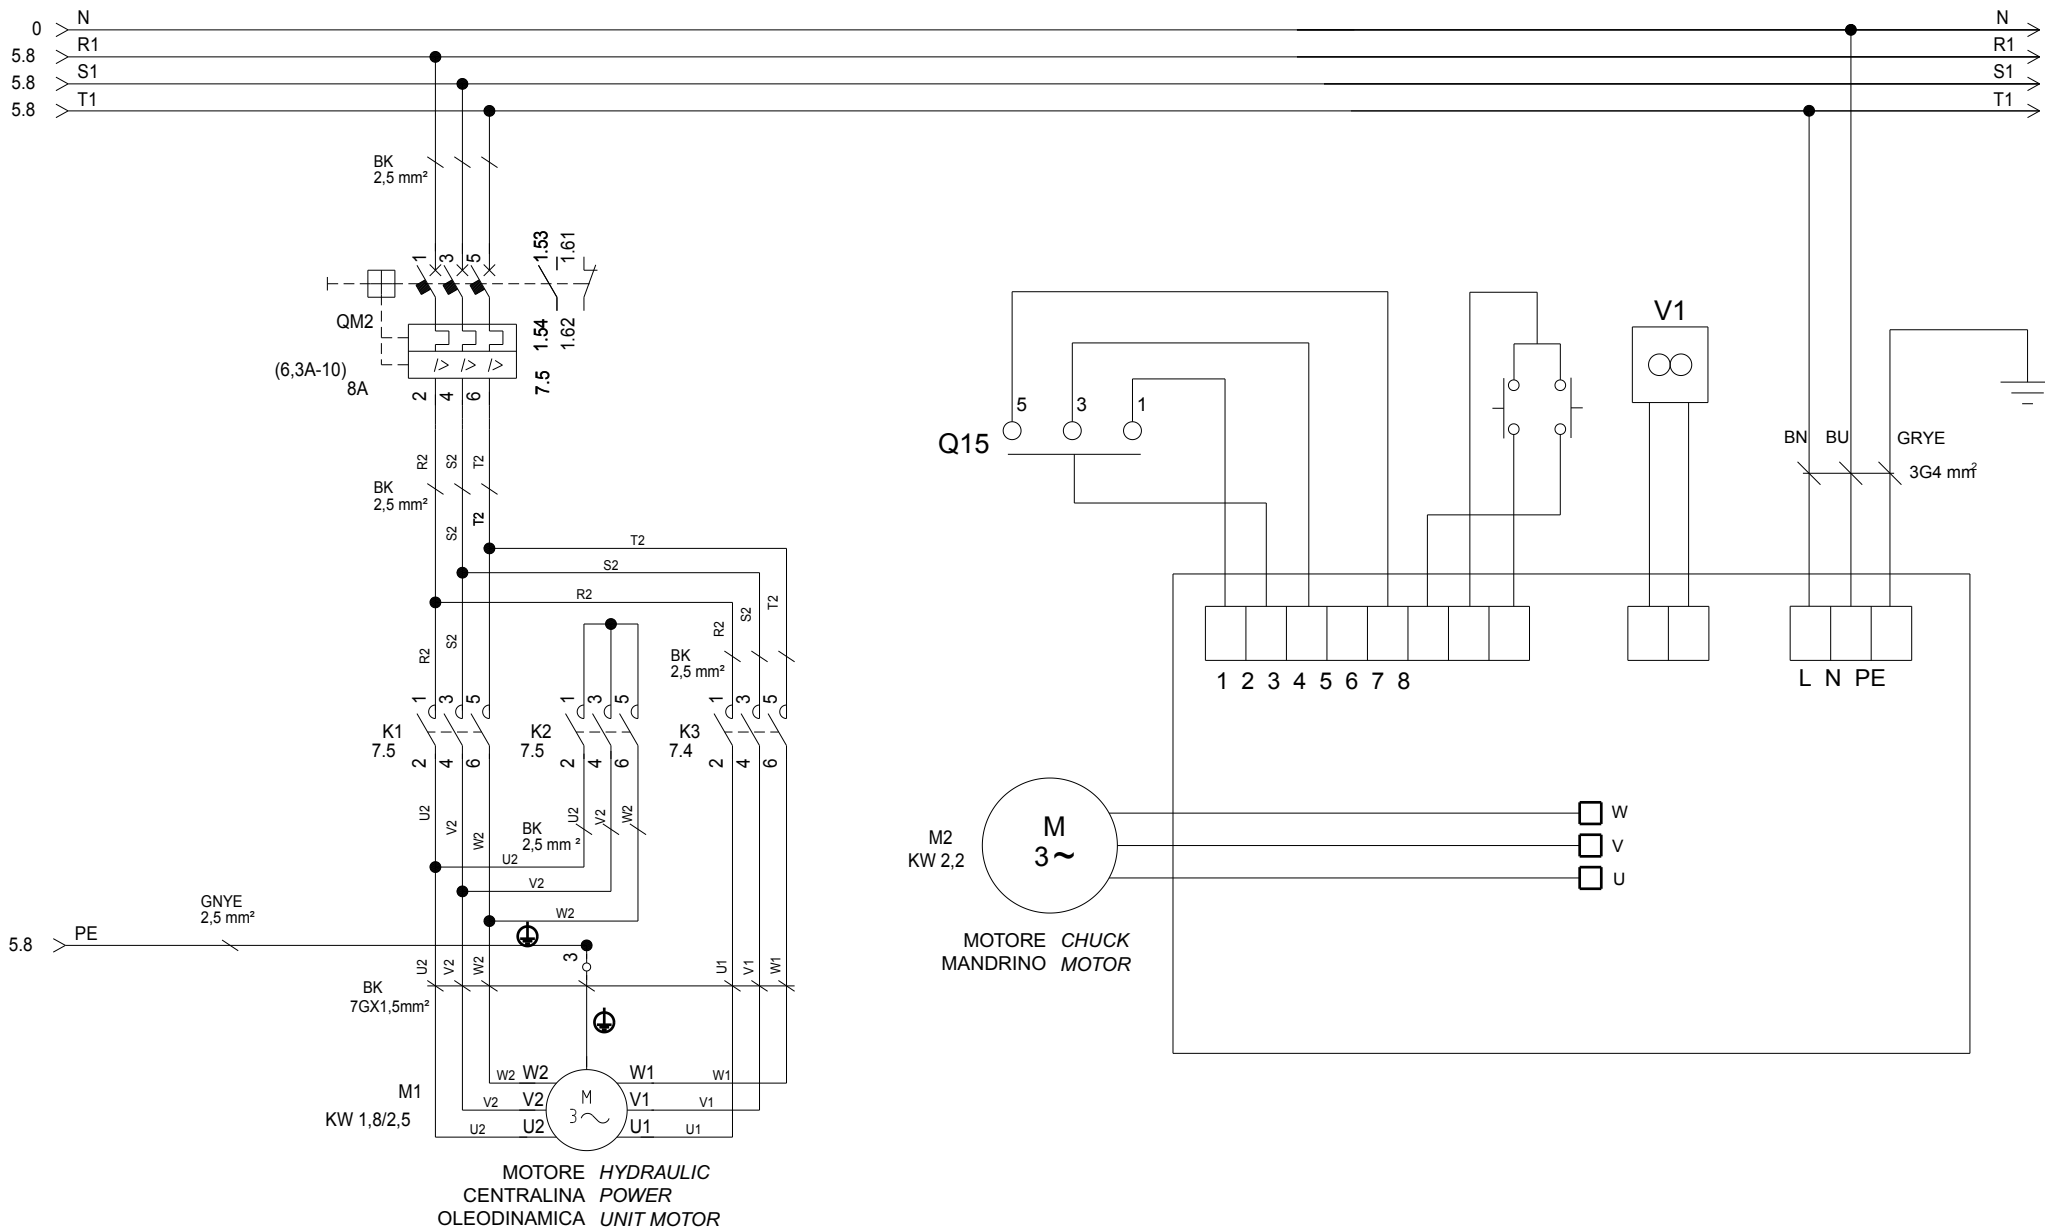 0 N N
5.8 R1 R1
5.8 S1 S1
5.8 T1 T1
BK
2,5 mm²
1 3 5 1.53 1.61
QM2
(6,3A-10)
8A
2 4 6 7.5 1.54 1.62
R2 S2 T2
BK
2,5 mm²
S2 T2
T2
S2
R2
R2 S2
R2 S2 T2
BK
2,5 mm²
1 3 5
1 3 5
1 3 5
K1
7.5
K2
7.5
K3
7.4
2 4 6
2 4 6
2 4 6
U2 V2 W2
BK
2,5 mm ²
U2 V2 W2
U2
V2
W2
GNYE
2,5 mm²
5.8 PE
3
U2 V2 W2
U1 V1 W1
BK
7GX1,5mm²
M1
KW 1,8/2,5
W2 W2 W1 W1
V2 V2 V1 V1
U2 U2 U1 U1
M
3
MOTORE HYDRAULIC
CENTRALINA POWER
OLEODINAMICA UNIT MOTOR
Q15
5 3 1
V1
BN BU GRYE
3G4 mm²
1 2 3 4 5 6 7 8
L N PE
M2
KW 2,2
M
3~
W
V
U
MOTORE CHUCK
MANDRINO MOTOR